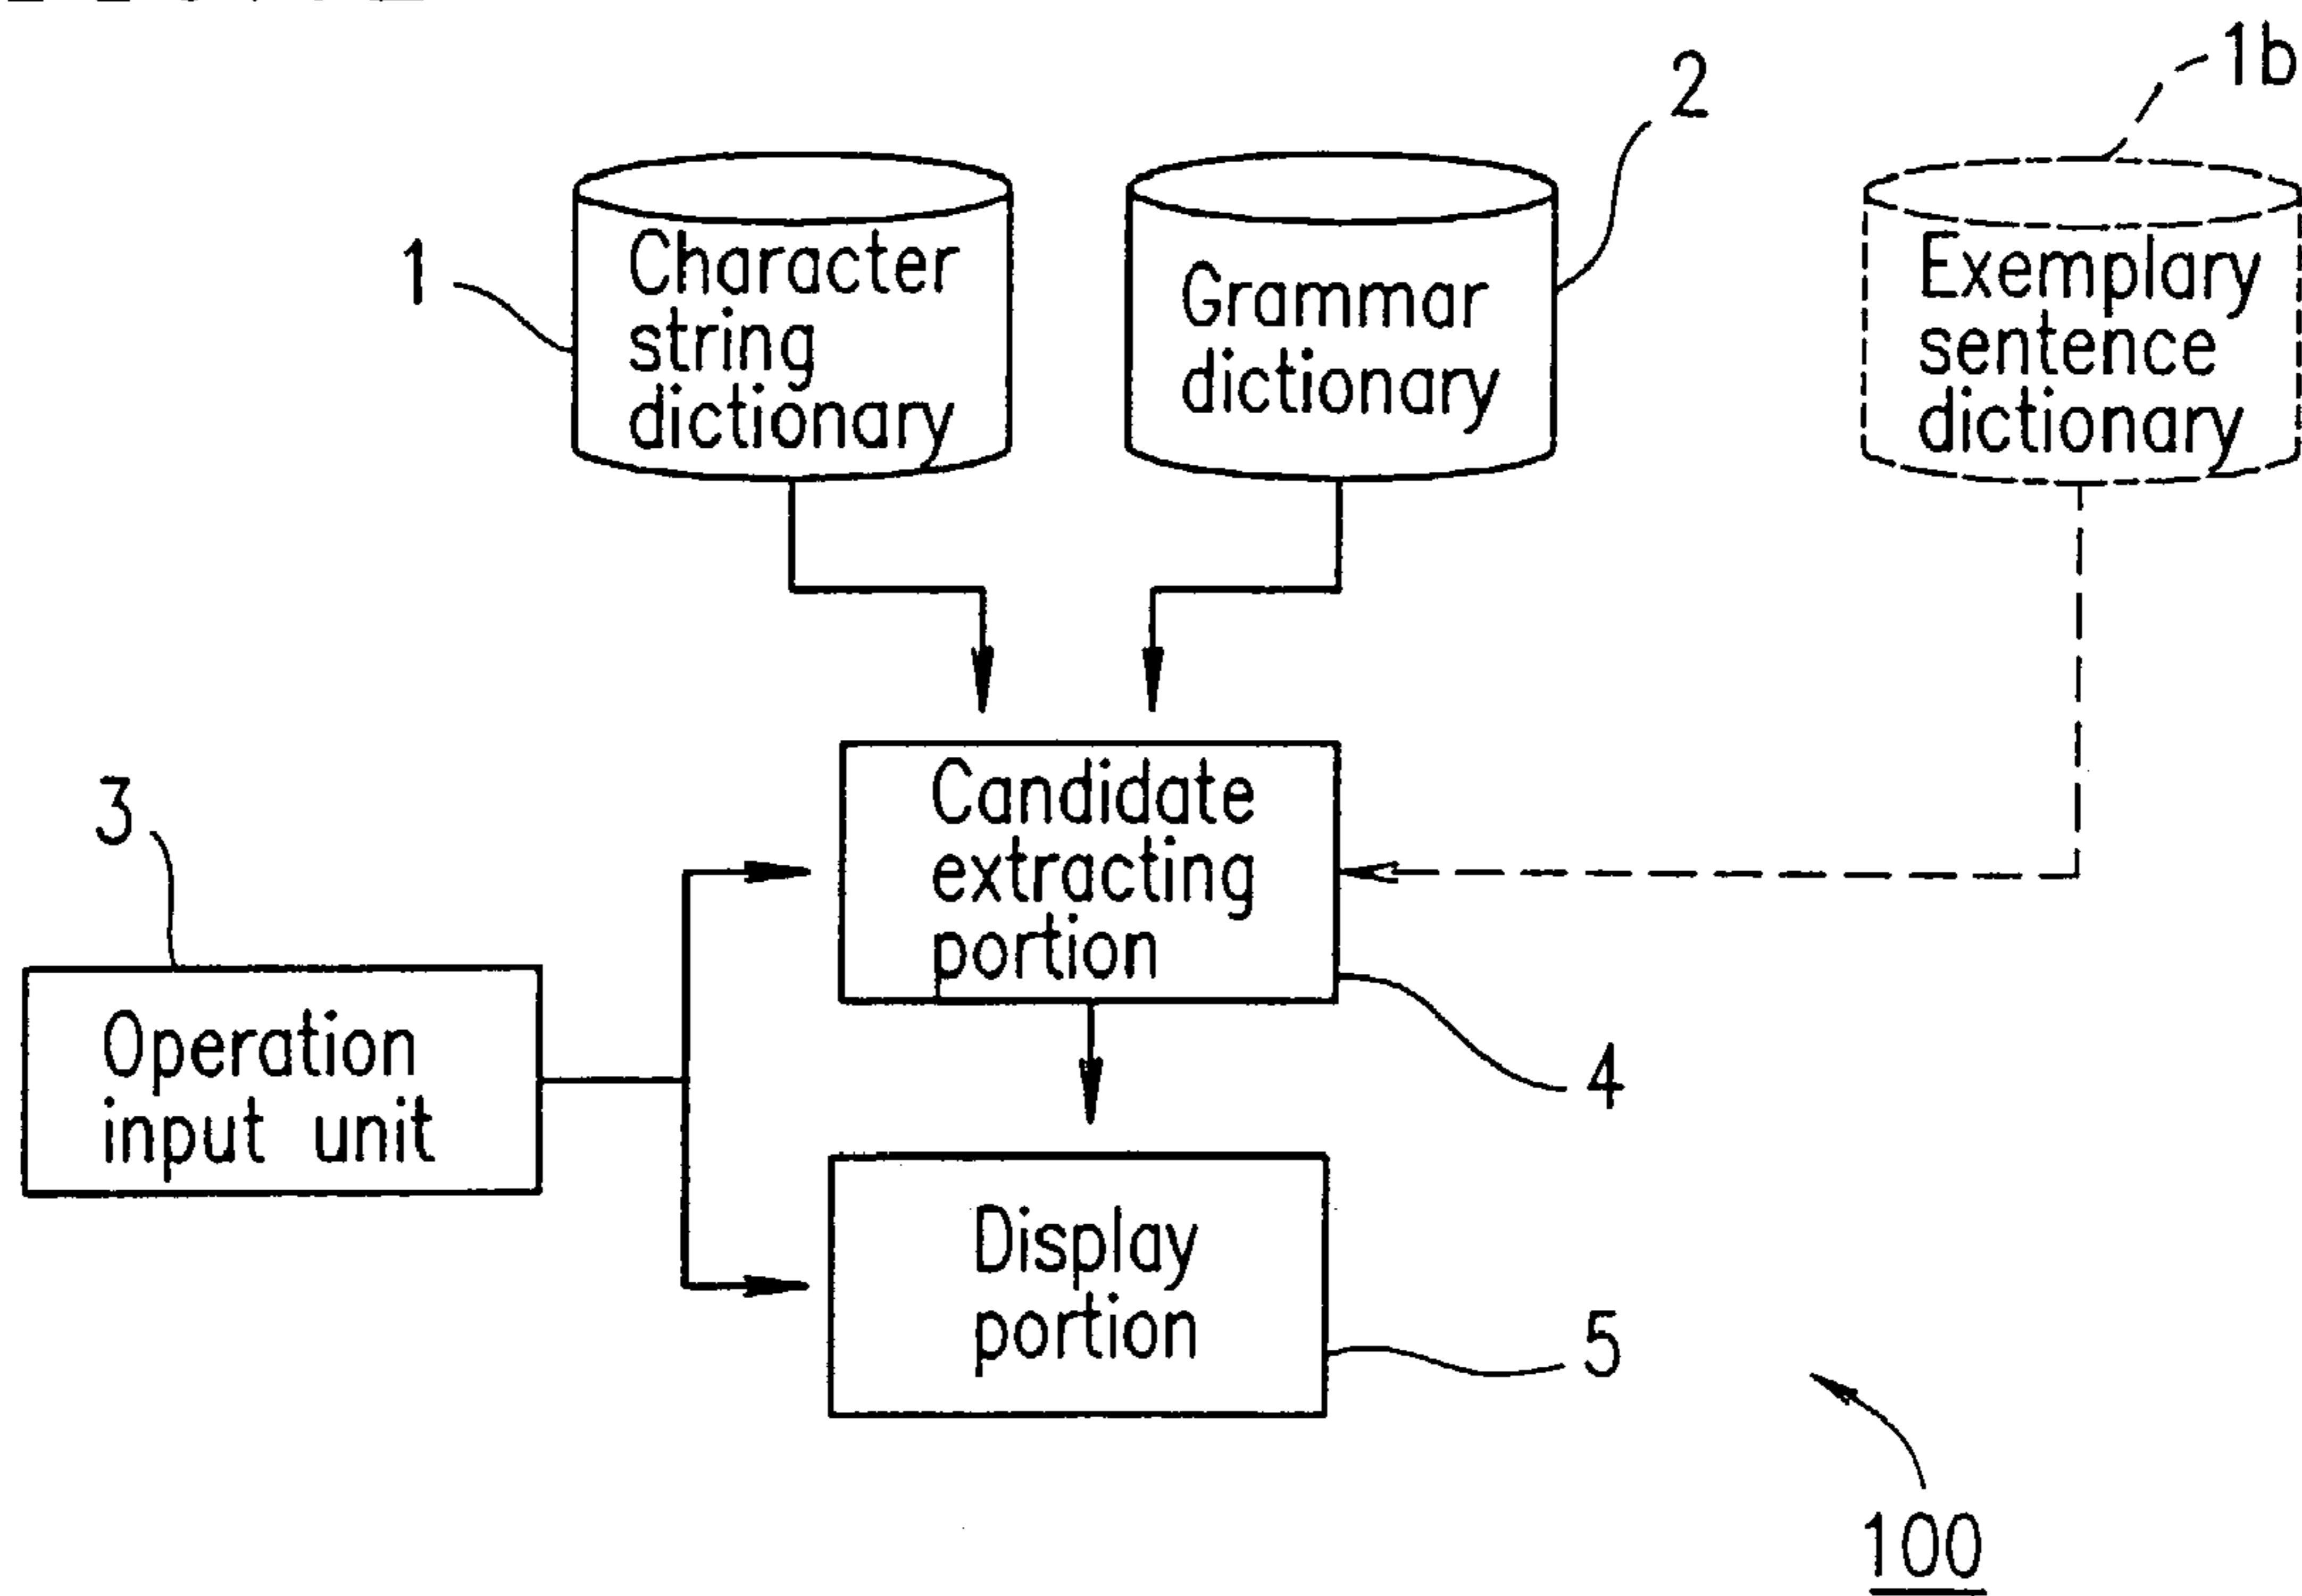 1b
2
1
Character
string
dictionary
Grammar
dictionary
Exemplary
sentence
dictionary
3
Candidate
extracting
portion
Operation
input unit
4
Display
portion
5
100